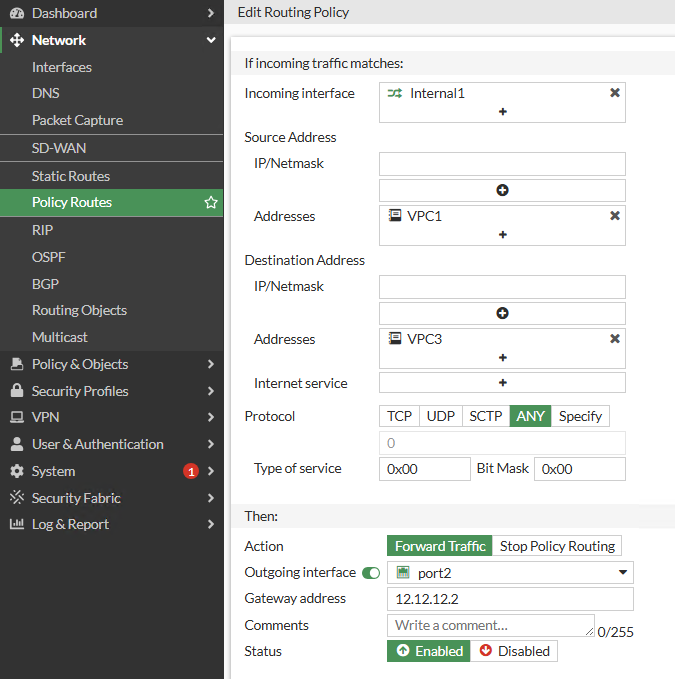 Dashboard
Network
Interfaces
DNS
Packet Capture
SD-WAN
Static Routes
Policy Routes
RIP
OSPF
BGP
Routing Objects
Multicast
Policy & Objects
Security Profiles
VPN
User & Authentication
System 1
Security Fabric
Log & Report
Edit Routing Policy
If incoming traffic matches:
Incoming interface Internal1
+
Source Address
IP/Netmask
Addresses VPC1
+
Destination Address
IP/Netmask
Addresses VPC3
+
Internet service +
Protocol TCP UDP SCTP ANY Specify
0
Type of service 0x00 Bit Mask 0x00
Then:
Action Forward Traffic Stop Policy Routing
Outgoing interface port2
Gateway address 12.12.12.2
Comments Write a comment... 0/255
Status Enabled Disabled